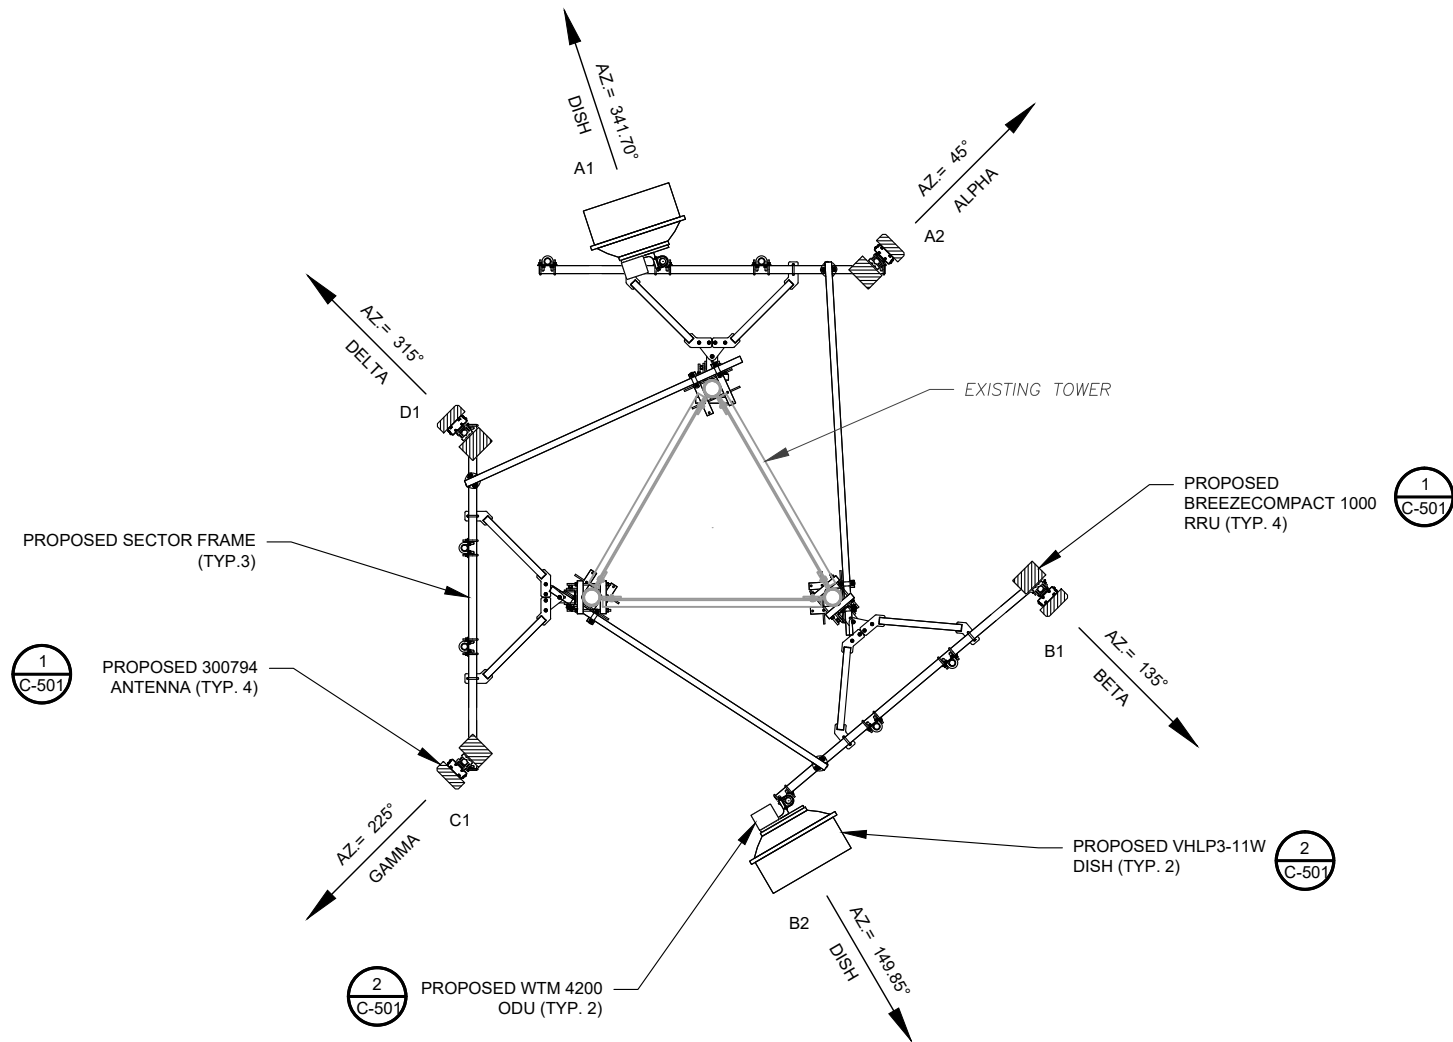 AZ.= 341.70°
DISH
A1
AZ.= 45°
ALPHA
A2
AZ.= 315°
DELTA
D1
EXISTING TOWER
PROPOSED
BREEZECOMPACT 1000
RRU (TYP. 4)
1
C-501
PROPOSED SECTOR FRAME
(TYP.3)
1
C-501
PROPOSED 300794
ANTENNA (TYP. 4)
B1
AZ.= 135°
BETA
C1
AZ.= 225°
GAMMA
PROPOSED VHLP3-11W
DISH (TYP. 2)
2
C-501
B2
AZ.= 149.85°
DISH
2
C-501
PROPOSED WTM 4200
ODU (TYP. 2)